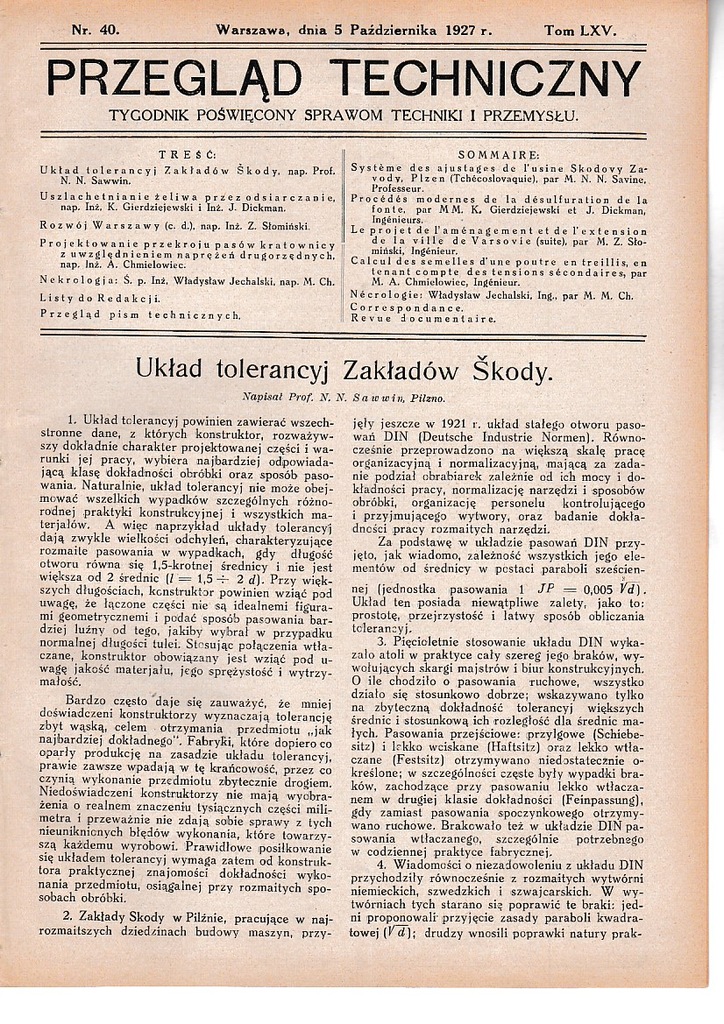 Nr. 40. Warszawa, dnia 5 Października 1927 r. Tom LXV.
PRZEGLĄD TECHNICZNY
TYGODNIK POŚWIĘCONY SPRAWOM TECHNIKI I PRZEMYSŁU.
TREŚĆ:
Układ tolerancyj Zakładów Škody, nap. Prof.
N. N. Sawwin.
Uszlachetnianie żeliwa przez odsiarczanie,
nap. Inż. K. Gierdziejewski i Inż. J. Dickman.
Rozwój Warszawy (c. d.), nap. Inż. Z. Słomiński.
Projektowanie przekroju pasów kratownicy
z uwzględnieniem naprężeń drugorzędnych,
nap. Inż. A. Chmielowiec.
Nekrologja: Ś. p. Inż. Władysław Jechalski, nap. M. Ch.
Listy do Redakcji.
Przegląd pism technicznych.
SOMMAIRE:
Système des ajustages de l'usine Skodovy Za-
vody, Plzen (Tchécoslovaquie), par M. N. N. Savine,
Professeur.
Procédés modernes de la désulfuration de la
fonte, par MM. K. Gierdziejewski et J. Dickman,
Ingénieurs.
Le projet de l'aménagement et de l'extension
de la ville de Varsovie (suite), par M. Z. Sło-
miński, Ingénieur.
Calcul des semelles d'une poutre en treillis, en
tenant compte des tensions sécondaires, par
M. A. Chmielowiec, Ingénieur.
Nécrologie: Władysław Jechalski, Ing., par M. M. Ch.
Correspondance.
Revue documentaire.
Układ tolerancyj Zakładów Škody.
Napisał Prof. N. N. Sawwin, Pilzno.
1. Układ tolerancyj powinien zawierać wszech-
stronne dane, z których konstruktor, rozważyw-
szy dokładnie charakter projektowanej części i wa-
runki jej pracy, wybiera najbardziej odpowiada-
jącą klasę dokładności obróbki oraz sposób paso-
wania. Naturalnie, układ tolerancyj nie może obej-
mować wszelkich wypadków szczególnych różno-
rodnej praktyki konstrukcyjnej i wszystkich ma-
terjałów. A więc naprzykład układy tolerancyj
dają zwykle wielkości odchyleń, charakteryzujące
rozmaite pasowania w wypadkach, gdy długość
otworu równa się 1,5-krotnej średnicy i nie jest
większa od 2 średnic (l = 1,5 ÷ 2 d). Przy więk-
szych długościach, konstruktor powinien wziąć pod
uwagę, że łączone części nie są idealnemi figura-
mi geometrycznemi i podać sposób pasowania bar-
dziej luźny od tego, jakiby wybrał w przypadku
normalnej długości tulei. Stosując połączenia wtła-
czane, konstruktor obowiązany jest wziąć pod u-
wagę jakość materjału, jego sprężystość i wytrzy-
małość.
Bardzo często daje się zauważyć, że mniej
doświadczeni konstruktorzy wyznaczają tolerancję
zbyt wąską, celem otrzymania przedmiotu „jak
najbardziej dokładnego". Fabryki, które dopiero co
oparły produkcję na zasadzie układu tolerancyj,
prawie zawsze wpadają w tę krańcowość, przez co
czynią wykonanie przedmiotu zbytecznie drogiem.
Niedoświadczeni konstruktorzy nie mają wyobra-
żenia o realnem znaczeniu tysiącznych części mili-
metra i przeważnie nie zdają sobie sprawy z tych
nieuniknionych błędów wykonania, które towarzy-
szą każdemu wyrobowi. Prawidłowe posiłkowanie
się układem tolerancyj wymaga zatem od konstruk-
tora praktycznej znajomości dokładności wyko-
nania przedmiotu, osiągalnej przy rozmaitych spo-
sobach obróbki.
2. Zakłady Skody w Pilźnie, pracujące w naj-
rozmaitszych dziedzinach budowy maszyn, przy-
jęły jeszcze w 1921 r. układ stałego otworu paso-
wań DIN (Deutsche Industrie Normen). Równo-
cześnie przeprowadzono na większą skalę pracę
organizacyjną i normalizacyjną, mającą za zada-
nie podział obrabiarek zależnie od ich mocy i do-
kładności pracy, normalizację narzędzi i sposobów
obróbki, organizację personelu kontrolującego
i przyjmującego wytwory, oraz badanie dokła-
dności pracy rozmaitych narzędzi.
Za podstawę w układzie pasowań DIN przy-
jęto, jak wiadomo, zależność wszystkich jego ele-
mentów od średnicy w postaci paraboli sześcien-
nej (jednostka pasowania 1 JP = 0,005 ∛d).
Układ ten posiada niewątpliwe zalety, jako to:
prostotę, przejrzystość i łatwy sposób obliczania
tolerancyj.
3. Pięcioletnie stosowanie układu DIN wyka-
zało atoli w praktyce cały szereg jego braków, wy-
wołujących skargi majstrów i biur konstrukcyjnych.
O ile chodziło o pasowania ruchowe, wszystko
działo się stosunkowo dobrze; wskazywano tylko
na zbyteczną dokładność tolerancyj większych
średnic i stosunkową ich rozległość dla średnic ma-
łych. Pasowania przejściowe: przylgowe (Schiebe-
sitz) i lekko wciskane (Haftsitz) oraz lekko wtła-
czane (Festsitz) otrzymywano niedostatecznie o-
kreślone; w szczególności częste były wypadki bra-
ków, zachodzące przy pasowaniu lekko wtłacza-
nem w drugiej klasie dokładności (Feinpassung),
gdy zamiast pasowania spoczynkowego otrzymy-
wano ruchowe. Brakowało też w układzie DIN pa-
sowania wtłaczanego, szczególnie potrzebnego
w codziennej praktyce fabrycznej.
4. Wiadomości o niezadowoleniu z układu DIN
przychodziły równocześnie z rozmaitych wytwórni
niemieckich, szwedzkich i szwajcarskich. W wy-
twórniach tych starano się poprawić te braki: jed-
ni proponowali przyjęcie zasady paraboli kwadra-
towej (√d); drudzy wnosili poprawki natury prak-